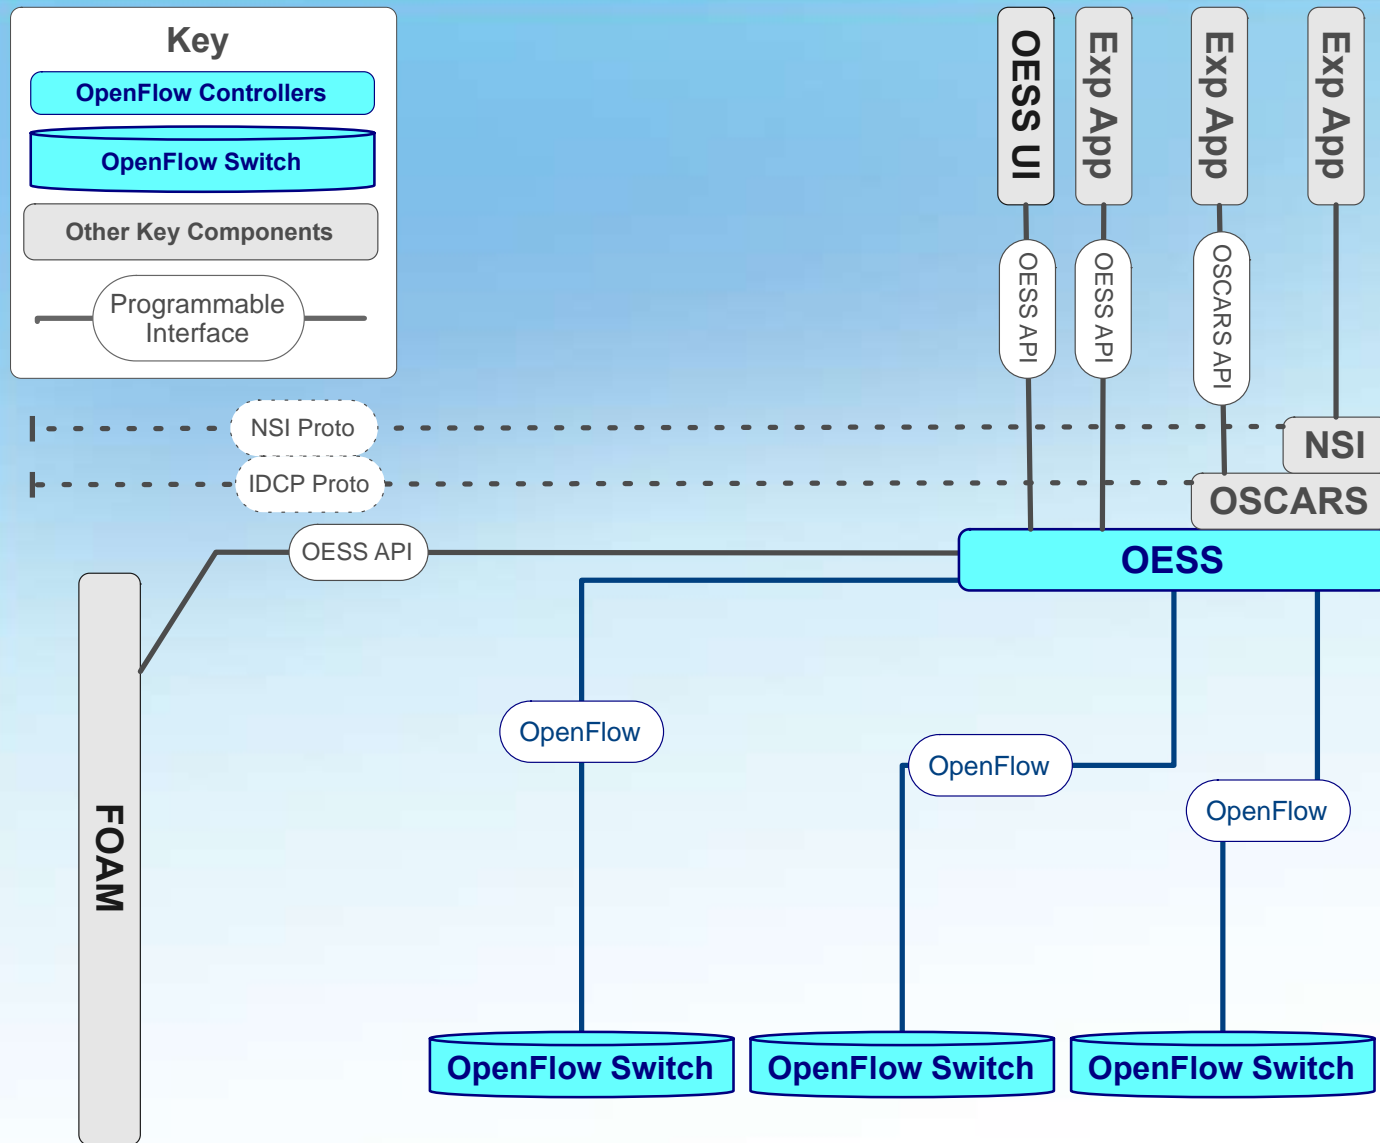 Key
OpenFlow Controllers
OpenFlow Switch
Other Key Components
Programmable
Interface
OESS UI
Exp App
Exp App
Exp App
OESS API
OESS API
OSCARS API
NSI Proto
NSI
IDCP Proto
OSCARS
OESS API
OESS
OpenFlow
OpenFlow
OpenFlow
FOAM
OpenFlow Switch
OpenFlow Switch
OpenFlow Switch